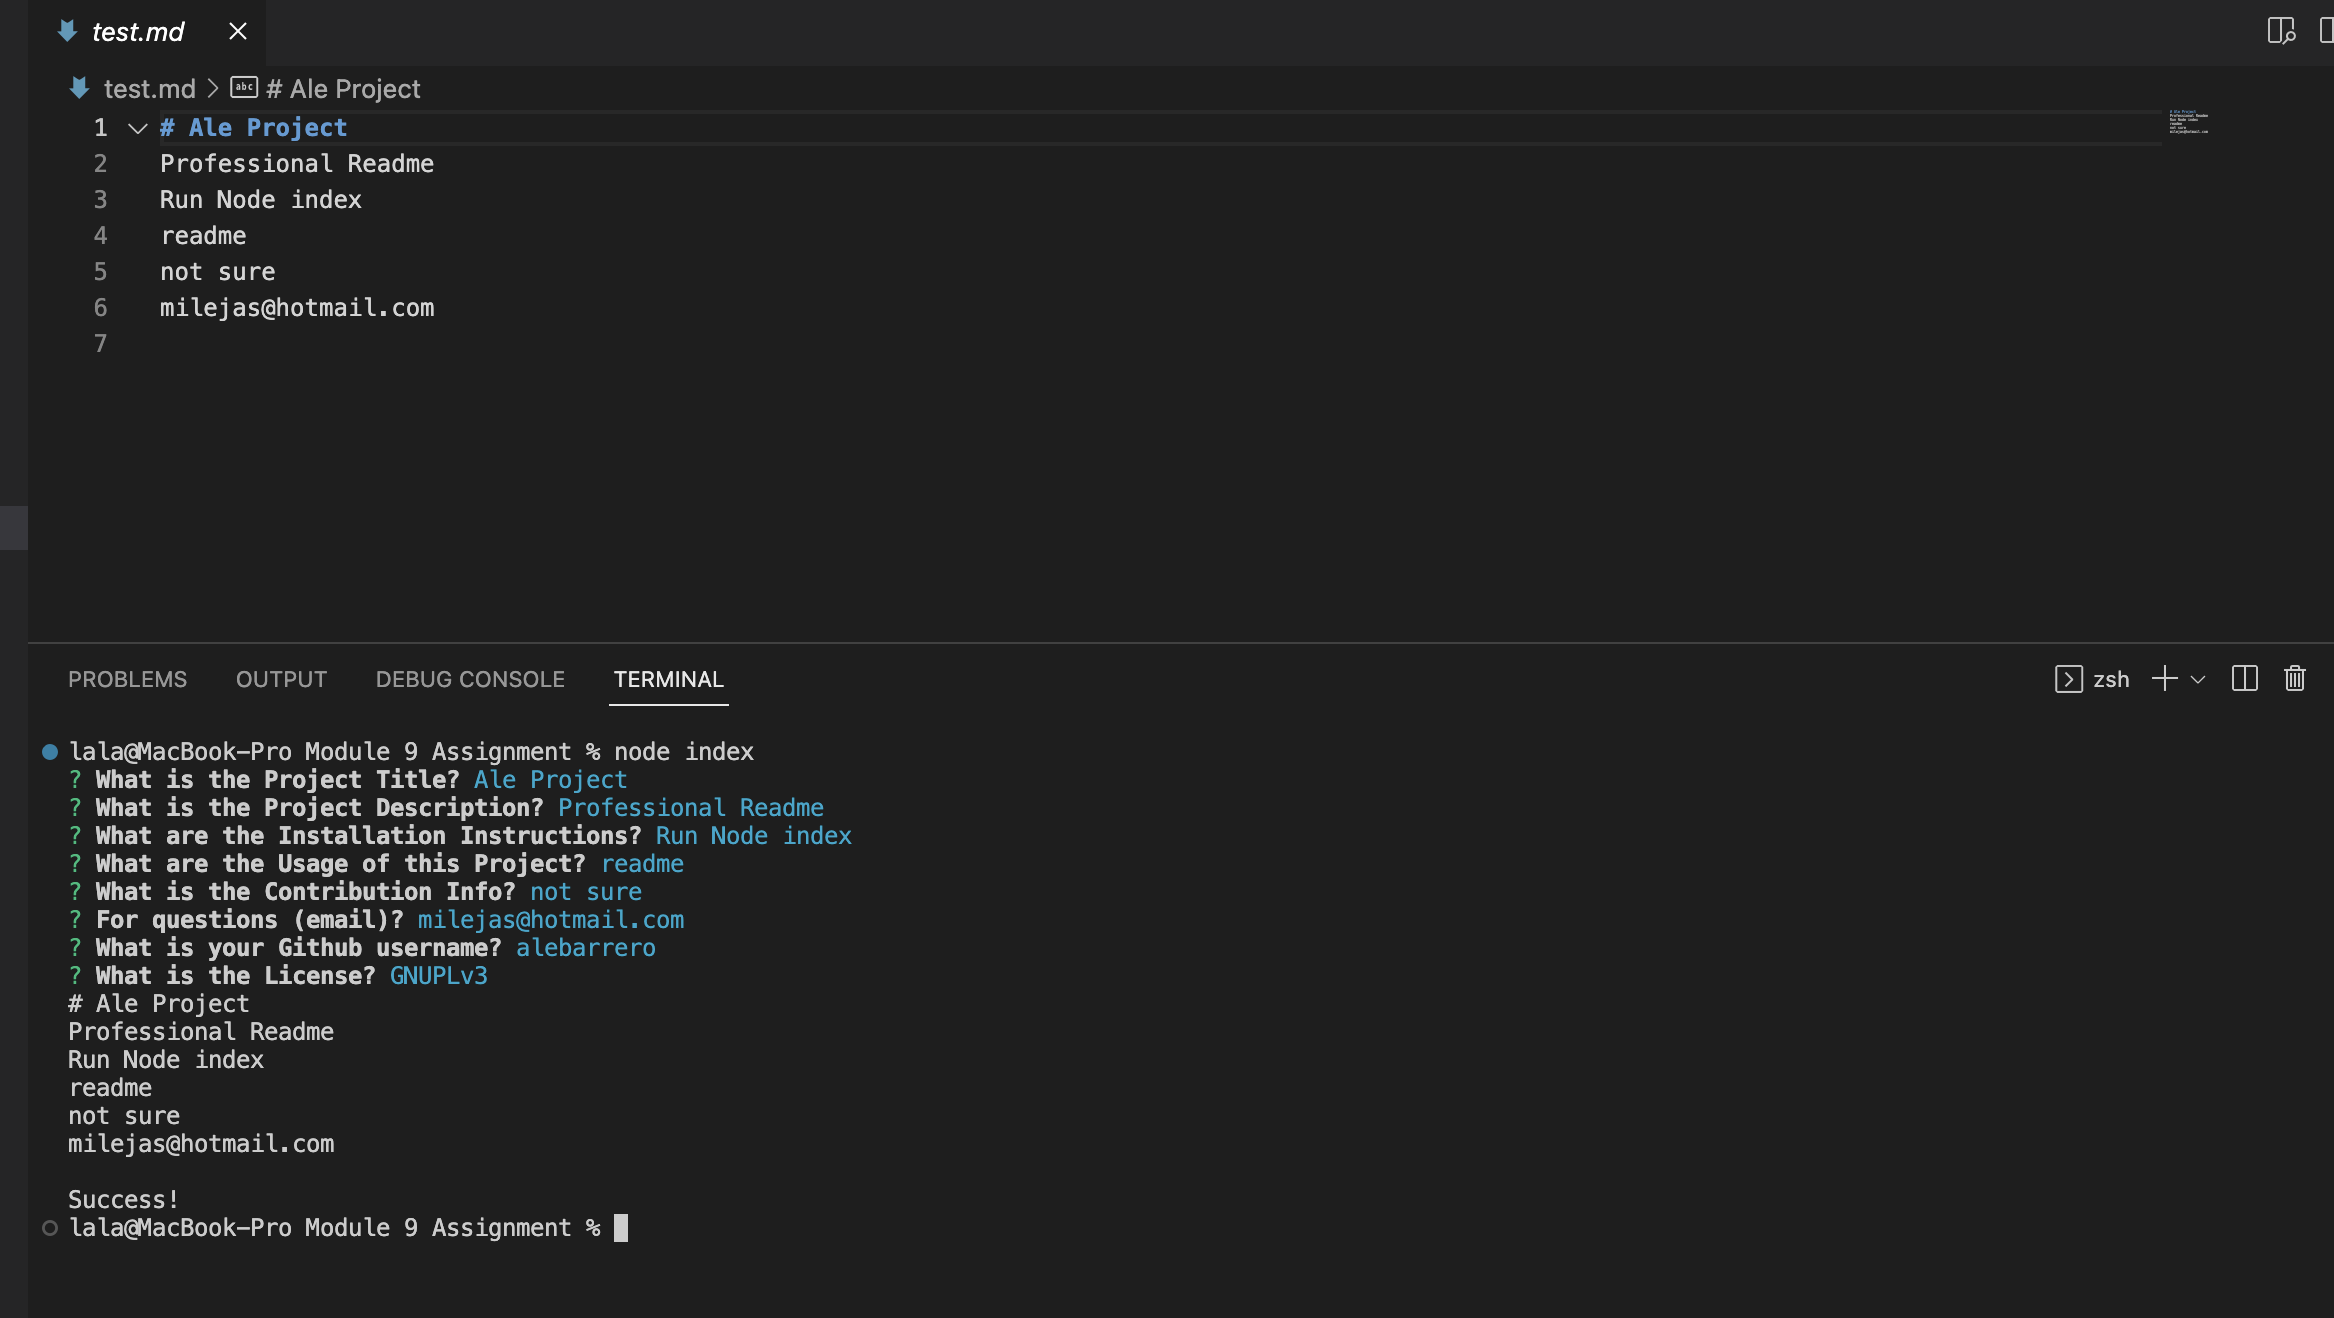 test.md
test.md > # Ale Project
1 # Ale Project
2 Professional Readme
3 Run Node index
4 readme
5 not sure
6 milejas@hotmail.com
7
PROBLEMS OUTPUT DEBUG CONSOLE TERMINAL zsh
lala@MacBook-Pro Module 9 Assignment % node index
? What is the Project Title? Ale Project
? What is the Project Description? Professional Readme
? What are the Installation Instructions? Run Node index
? What are the Usage of this Project? readme
? What is the Contribution Info? not sure
? For questions (email)? milejas@hotmail.com
? What is your Github username? alebarrero
? What is the License? GNUPLv3
# Ale Project
Professional Readme
Run Node index
readme
not sure
milejas@hotmail.com
Success!
lala@MacBook-Pro Module 9 Assignment %